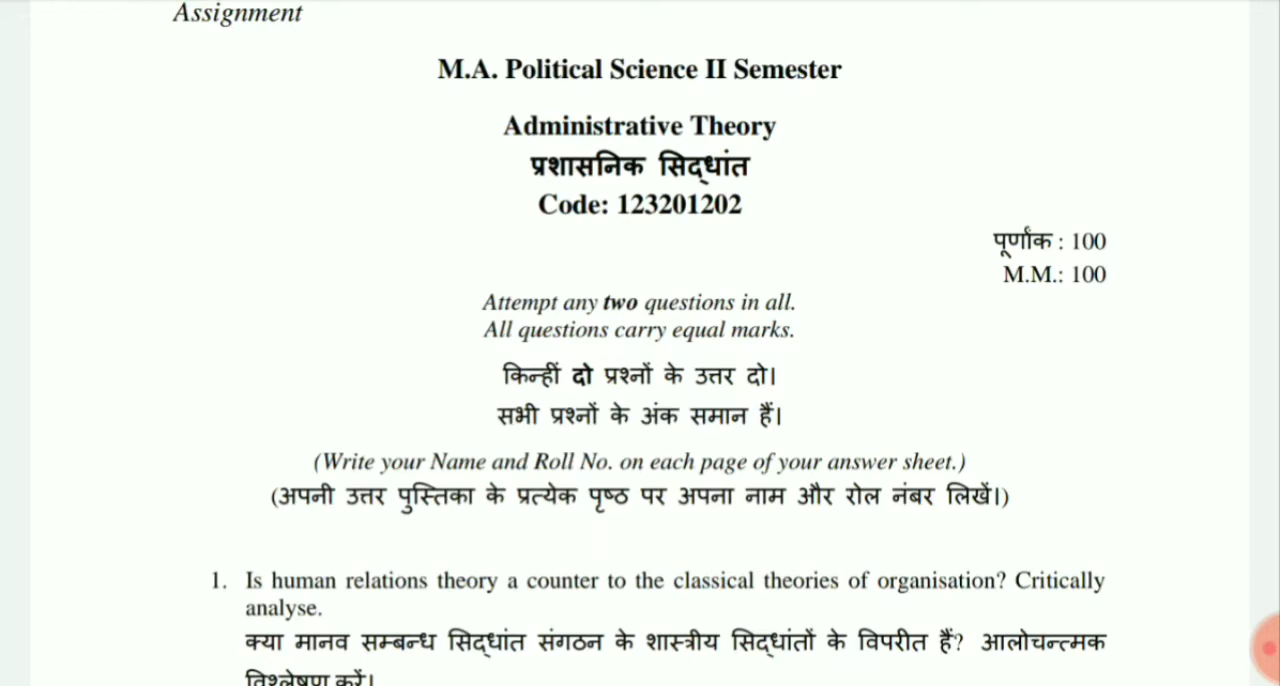 Assignment
M.A. Political Science II Semester
Administrative Theory
प्रशासनिक सिद्धांत
Code: 123201202
पूर्णांक : 100
M.M.: 100
Attempt any two questions in all.
All questions carry equal marks.
किन्हीं दो प्रश्नों के उत्तर दो।
सभी प्रश्नों के अंक समान हैं।
(Write your Name and Roll No. on each page of your answer sheet.)
(अपनी उत्तर पुस्तिका के प्रत्येक पृष्ठ पर अपना नाम और रोल नंबर लिखें।)
1. Is human relations theory a counter to the classical theories of organisation? Critically
analyse.
क्या मानव सम्बन्ध सिद्धांत संगठन के शास्त्रीय सिद्धांतों के विपरीत हैं? आलोचन्त्मक
विश्लेषण करें।